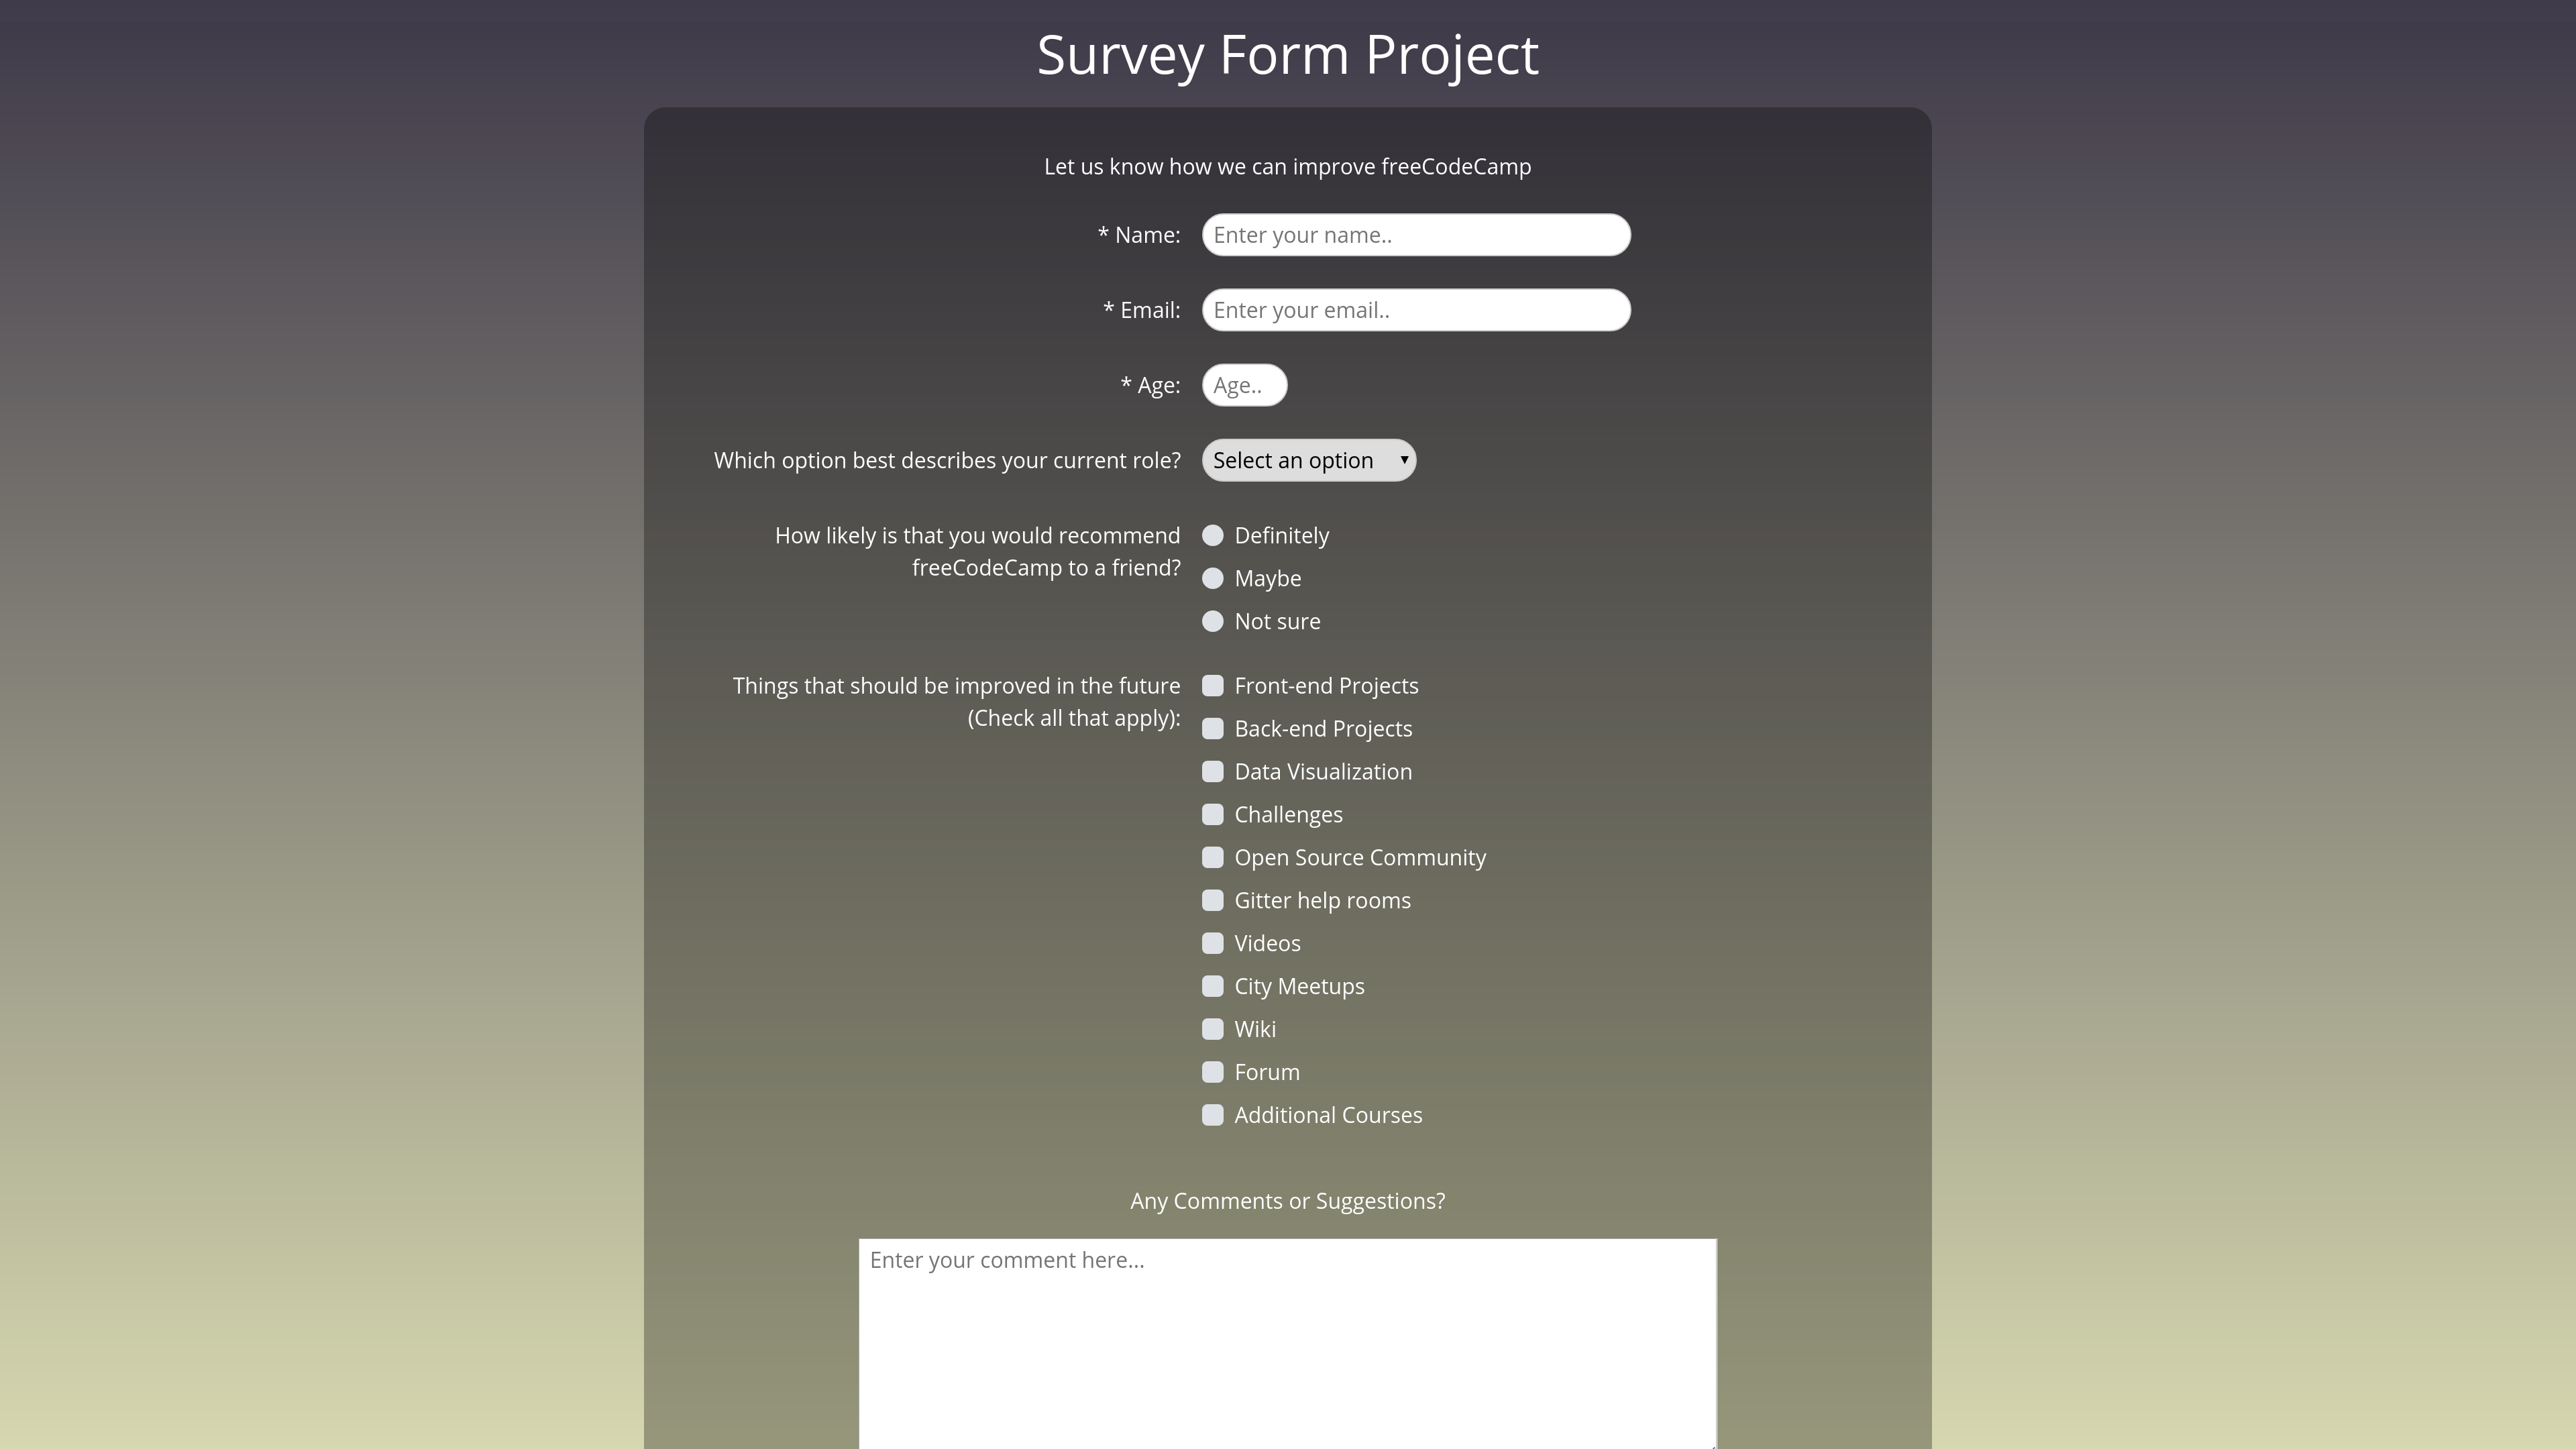 Survey Form Project
Let us know how we can improve freeCodeCamp
* Name: Enter your name..
* Email: Enter your email..
* Age: Age..
Which option best describes your current role? Select an option
How likely is that you would recommend
freeCodeCamp to a friend?
Definitely
Maybe
Not sure
Things that should be improved in the future
(Check all that apply):
Front-end Projects
Back-end Projects
Data Visualization
Challenges
Open Source Community
Gitter help rooms
Videos
City Meetups
Wiki
Forum
Additional Courses
Any Comments or Suggestions?
Enter your comment here...